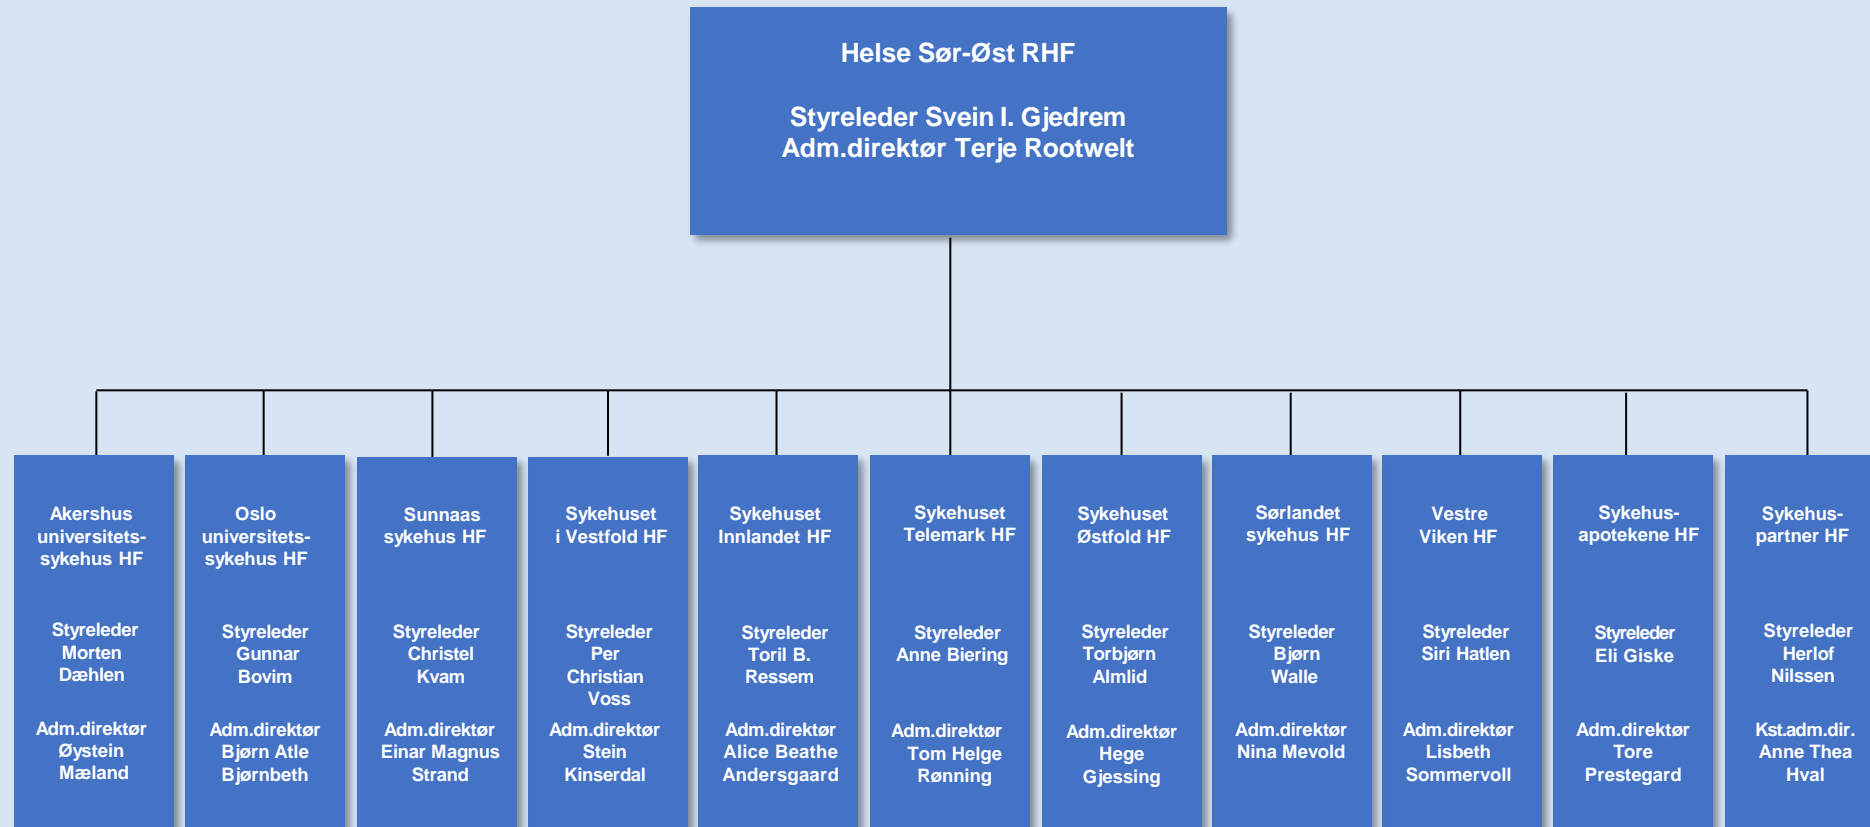 Helse Sør-Øst RHF
Styreleder Svein I. Gjedrem
Adm.direktør Terje Rootwelt
Akershus
universitets-
sykehus HF
Styreleder
Morten
Dæhlen
Adm.direktør
Øystein
Mæland
Oslo
universitets-
sykehus HF
Styreleder
Gunnar
Bovim
Adm.direktør
Bjørn Atle
Bjørnbeth
Sunnaas
sykehus HF
Styreleder
Christel
Kvam
Adm.direktør
Einar Magnus
Strand
Sykehuset
i Vestfold HF
Styreleder
Per
Christian
Voss
Adm.direktør
Stein
Kinserdal
Sykehuset
Innlandet HF
Styreleder
Toril B.
Ressem
Adm.direktør
Alice Beathe
Andersgaard
Sykehuset
Telemark HF
Styreleder
Anne Biering
Adm.direktør
Tom Helge
Rønning
Sykehuset
Østfold HF
Styreleder
Torbjørn
Almlid
Adm.direktør
Hege
Gjessing
Sørlandet
sykehus HF
Styreleder
Bjørn
Walle
Adm.direktør
Nina Mevold
Vestre
Viken HF
Styreleder
Siri Hatlen
Adm.direktør
Lisbeth
Sommervoll
Sykehus-
apotekene HF
Styreleder
Eli Giske
Adm.direktør
Tore
Prestegard
Sykehus-
partner HF
Styreleder
Herlof
Nilssen
Kst.adm.dir.
Anne Thea
Hval